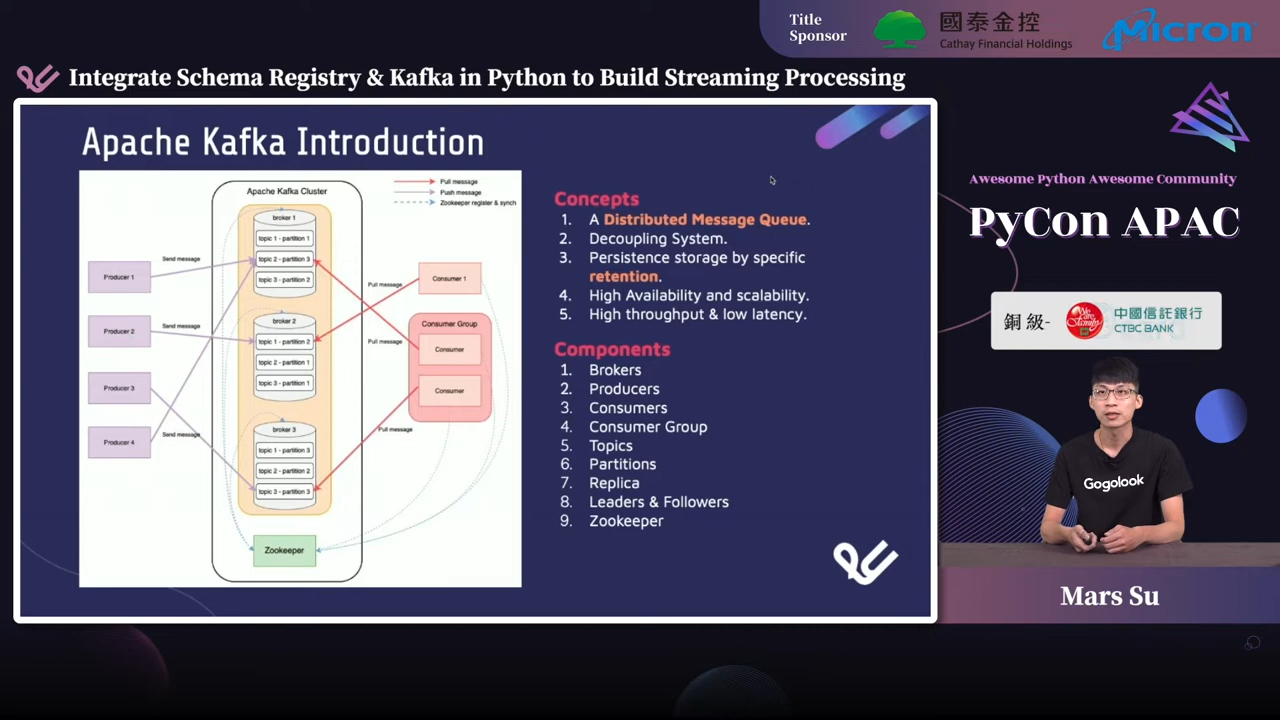 Title
Sponsor
國泰金控
Cathay Financial Holdings
Micron
Integrate Schema Registry & Kafka in Python to Build Streaming Processing
Apache Kafka Introduction
Apache Kafka Cluster
Pull message
Push message
Zookeeper register & synch
broker 1
topic 1 - partition 1
topic 2 - partition 3
topic 3 - partition 2
broker 2
topic 1 - partition 2
topic 2 - partition 1
topic 3 - partition 1
broker 3
topic 1 - partition 3
topic 2 - partition 2
topic 3 - partition 3
Zookeeper
Producer 1
Producer 2
Producer 3
Producer 4
Send message
Send message
Send message
Pull message
Pull message
Pull message
Consumer 1
Consumer Group
Consumer
Consumer
Concepts
1. A Distributed Message Queue.
2. Decoupling System.
3. Persistence storage by specific
retention.
4. High Availability and scalability.
5. High throughput & low latency.
Components
1. Brokers
2. Producers
3. Consumers
4. Consumer Group
5. Topics
6. Partitions
7. Replica
8. Leaders & Followers
9. Zookeeper
Awesome Python Awesome Community
PyCon APAC
銅級-
中國信託銀行
CTBC BANK
Gogolook
Mars Su